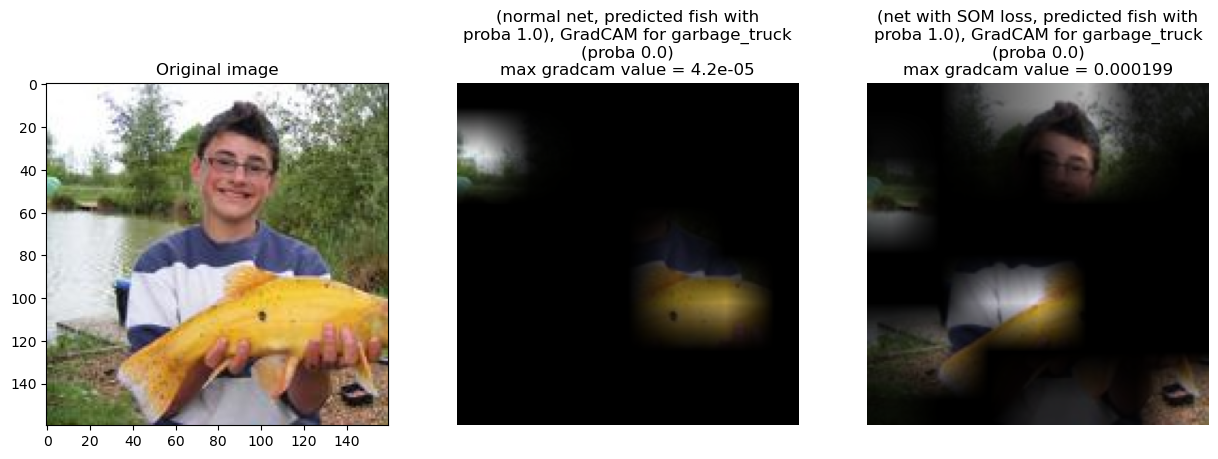 Original image
(normal net, predicted fish with
proba 1.0), GradCAM for garbage_truck
(proba 0.0)
max gradcam value = 4.2e-05
(net with SOM loss, predicted fish with
proba 1.0), GradCAM for garbage_truck
(proba 0.0)
max gradcam value = 0.000199
0
20
40
60
80
100
120
140
0 20 40 60 80 100 120 140